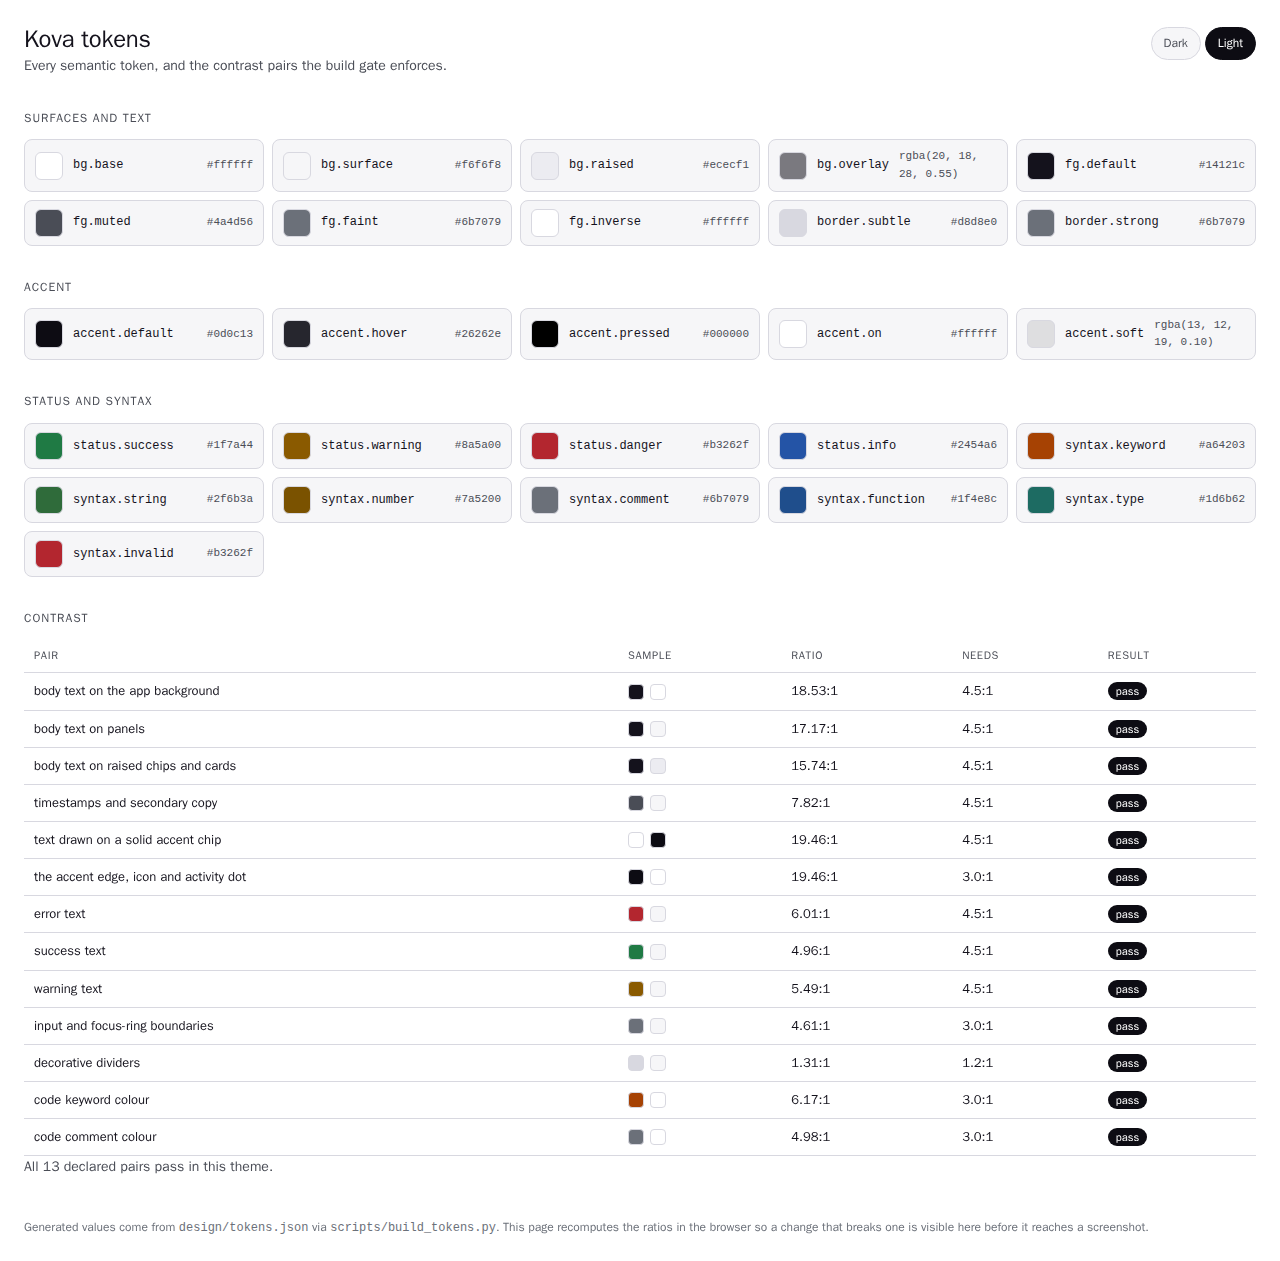 Kova tokens
Dark Light
Every semantic token, and the contrast pairs the build gate enforces.
SURFACES AND TEXT
bg.base #ffffff
bg.surface #f6f6f8
bg.raised #ececf1
bg.overlay rgba(20, 18,
28, 0.55)
fg.default #14121c
fg.muted #4a4d56
fg.faint #6b7079
fg.inverse #ffffff
border.subtle #d8d8e0
border.strong #6b7079
ACCENT
accent.default #0d0c13
accent.hover #26262e
accent.pressed #000000
accent.on #ffffff
accent.soft rgba(13, 12,
19, 0.10)
STATUS AND SYNTAX
status.success #1f7a44
status.warning #8a5a00
status.danger #b3262f
status.info #2454a6
syntax.keyword #a64203
syntax.string #2f6b3a
syntax.number #7a5200
syntax.comment #6b7079
syntax.function #1f4e8c
syntax.type #1d6b62
syntax.invalid #b3262f
CONTRAST
PAIR SAMPLE RATIO NEEDS RESULT
body text on the app background 18.53:1 4.5:1 pass
body text on panels 17.17:1 4.5:1 pass
body text on raised chips and cards 15.74:1 4.5:1 pass
timestamps and secondary copy 7.82:1 4.5:1 pass
text drawn on a solid accent chip 19.46:1 4.5:1 pass
the accent edge, icon and activity dot 19.46:1 3.0:1 pass
error text 6.01:1 4.5:1 pass
success text 4.96:1 4.5:1 pass
warning text 5.49:1 4.5:1 pass
input and focus-ring boundaries 4.61:1 3.0:1 pass
decorative dividers 1.31:1 1.2:1 pass
code keyword colour 6.17:1 3.0:1 pass
code comment colour 4.98:1 3.0:1 pass
All 13 declared pairs pass in this theme.
Generated values come from design/tokens.json via scripts/build_tokens.py. This page recomputes the ratios in the browser so a change that breaks one is visible here before it reaches a screenshot.